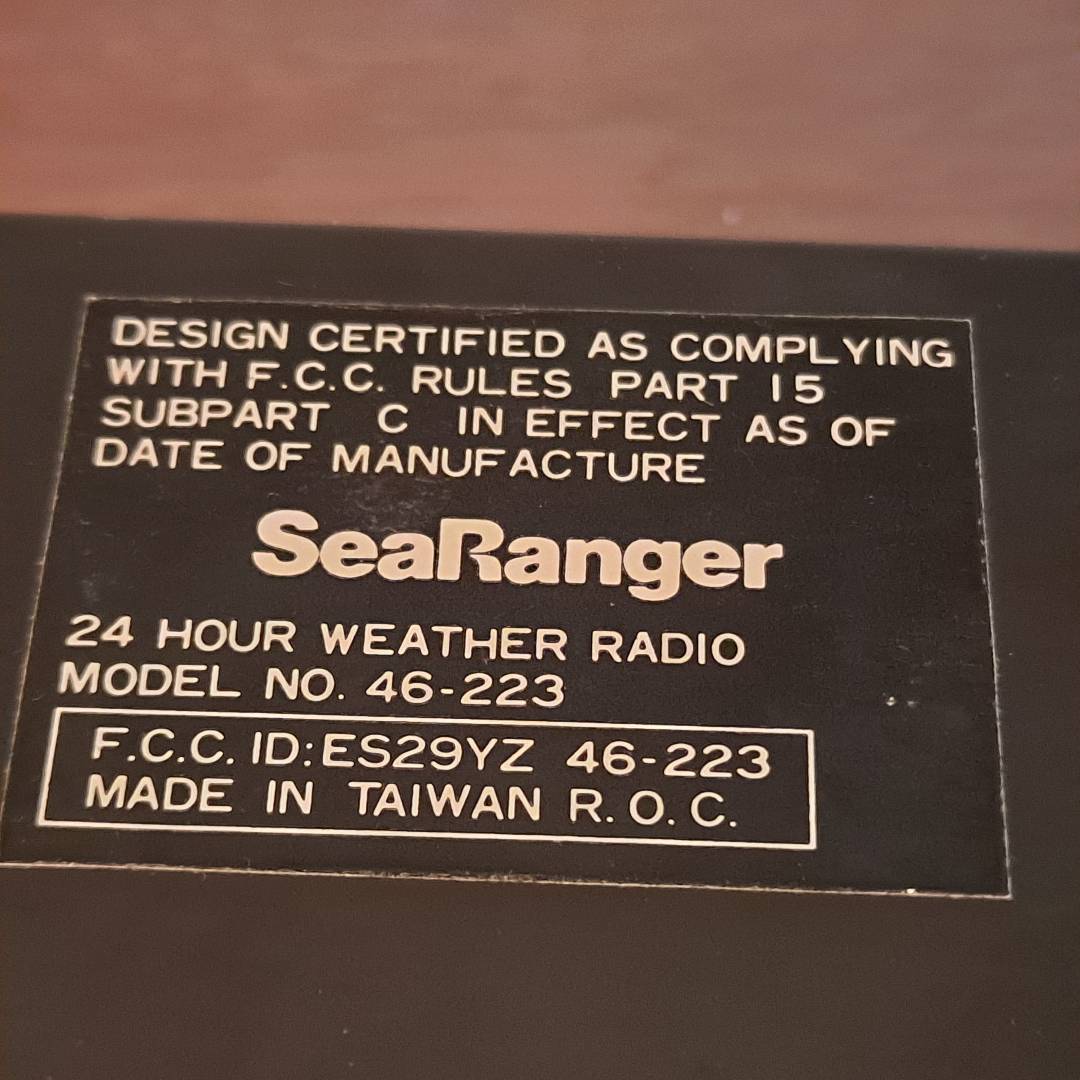 DESIGN CERTIFIED AS COMPLYING
WITH F.C.C. RULES PART 15
SUBPART C IN EFFECT AS OF
DATE OF MANUFACTURE
SeaRanger
24 HOUR WEATHER RADIO
MODEL NO. 46-223
F.C.C. ID: ES29YZ 46-223
MADE IN TAIWAN R.O.C.